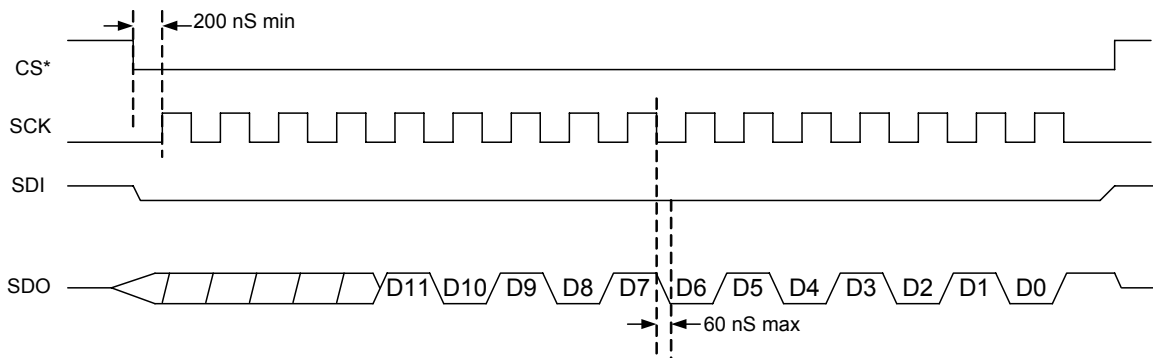 200 nS min
CS*
SCK
SDI
SDO
D11 D10 D9 D8 D7 D6 D5 D4 D3 D2 D1 D0
60 nS max